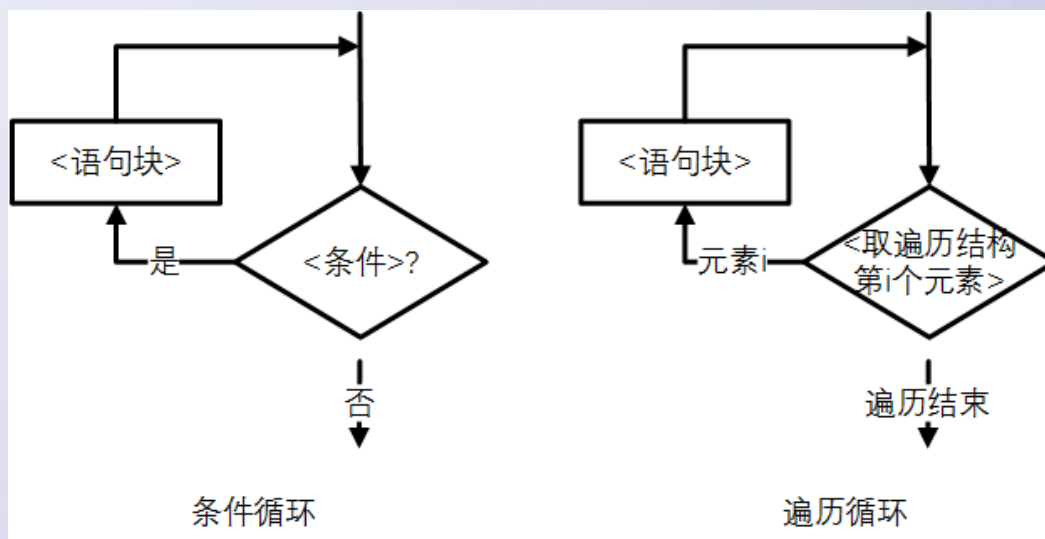 <语句块>
是
<条件>?
否
条件循环
<语句块>
元素i
<取遍历结构
第i个元素>
遍历结束
遍历循环